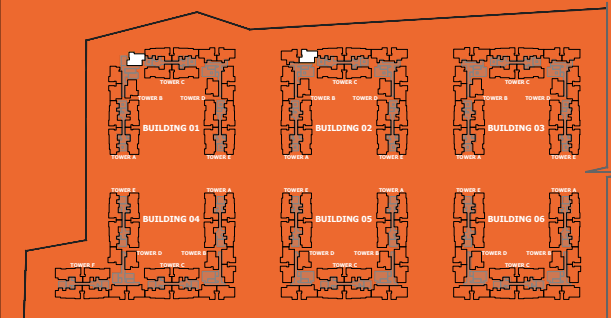 TOWER C TOWER C TOWER C
TOWER B TOWER D TOWER B TOWER D TOWER B TOWER D
BUILDING 01 BUILDING 02 BUILDING 03
TOWER A TOWER E TOWER A TOWER E TOWER A TOWER E
TOWER E TOWER A TOWER E TOWER A TOWER E TOWER A
BUILDING 04 BUILDING 05 BUILDING 06
TOWER D TOWER B TOWER D TOWER B TOWER D TOWER B
TOWER F TOWER C TOWER C TOWER C